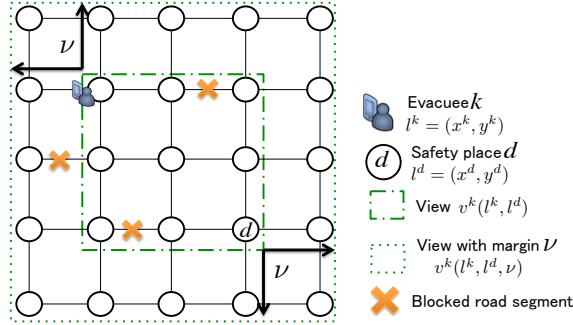 ν
Evacuee k
l^k = (x^k, y^k)
d
Safety place d
l^d = (x^d, y^d)
View v^k(l^k, l^d)
d
ν
View with margin ν
v^k(l^k, l^d, ν)
Blocked road segment